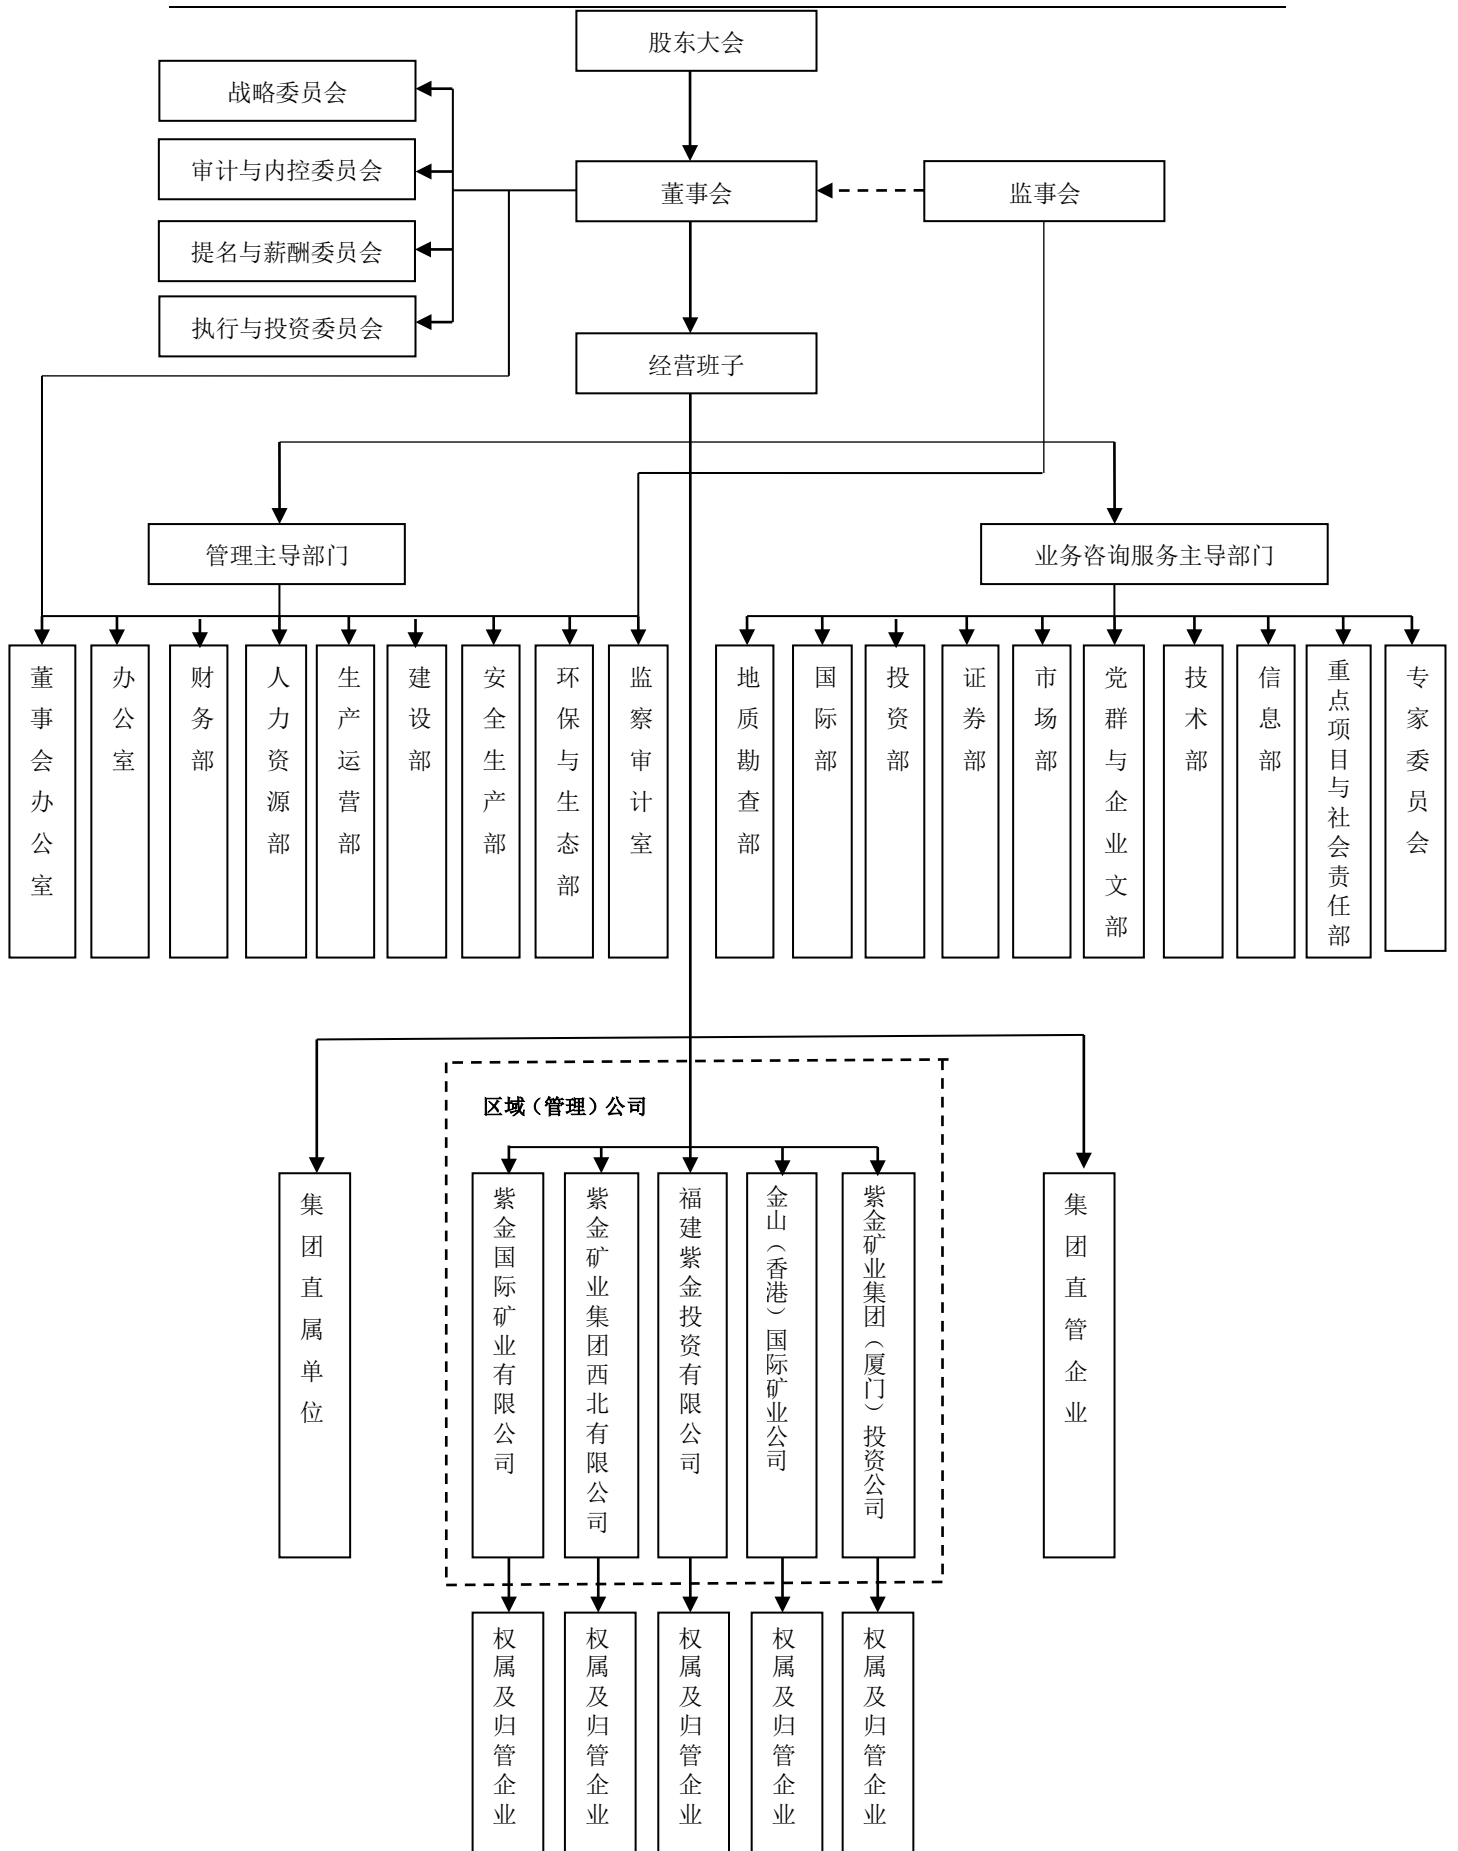 股东大会
战略委员会
审计与内控委员会
董事会
监事会
提名与薪酬委员会
执行与投资委员会
经营班子
管理主导部门
业务咨询服务主导部门
董事会办公室
办公室
财务部
人力资源部
生产运营部
建设部
安全生产部
环保与生态部
监察审计室
地质勘查部
国际部
投资部
证券部
市场部
党群与企业文部
技术部
信息部
重点项目与社会责任部
专家委员会
区域（管理）公司
集团直属单位
紫金国际矿业有限公司
紫金矿业集团西北有限公司
福建紫金投资有限公司
金山（香港）国际矿业公司
紫金矿业集团（厦门）投资公司
集团直管企业
权属及归管企业
权属及归管企业
权属及归管企业
权属及归管企业
权属及归管企业